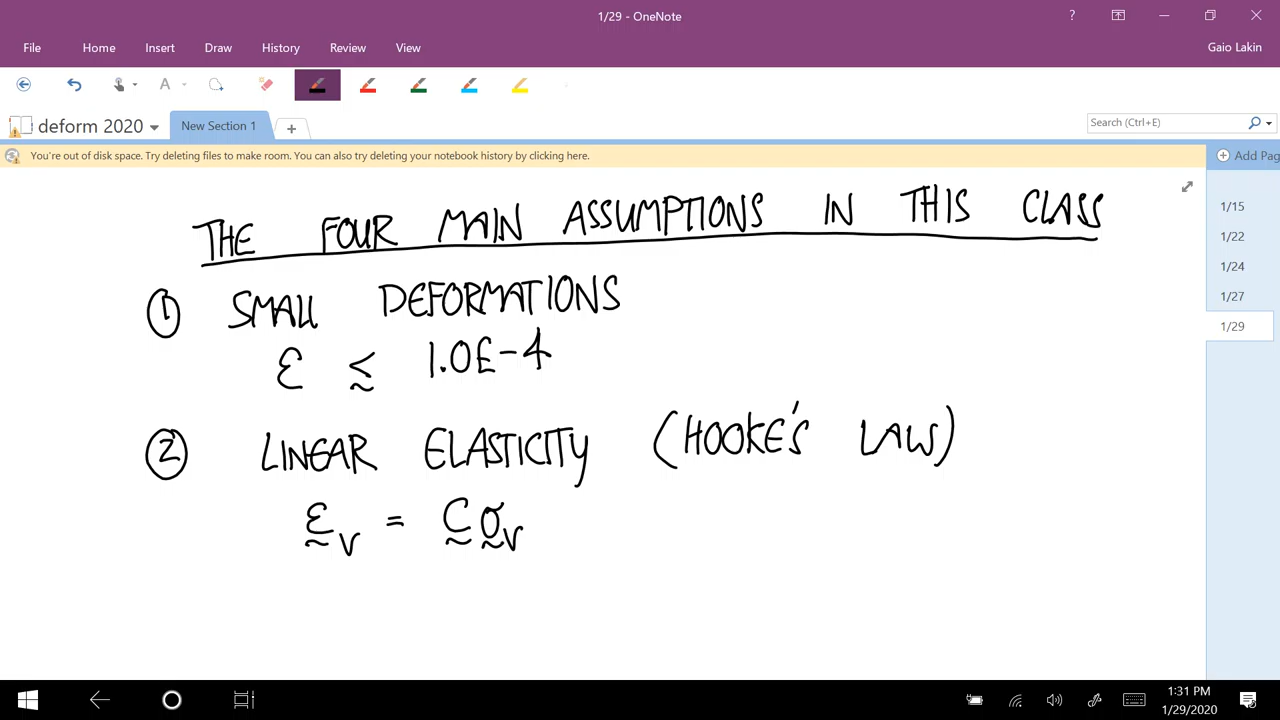 1/29 - OneNote
?
File Home Insert Draw History Review View
Gaio Lakin
A
deform 2020
New Section 1
+
Search (Ctrl+E)
You're out of disk space. Try deleting files to make room. You can also try deleting your notebook history by clicking here.
Add Pag
1/15
1/22
1/24
1/27
1/29
THE FOUR MAIN ASSUMPTIONS IN THIS CLASS
① SMALL DEFORMATIONS
ε ≲ 1.0E-4
② LINEAR ELASTICITY (HOOKE'S LAW)
ε̰_v = C̰ σ̰_v
1:31 PM
1/29/2020